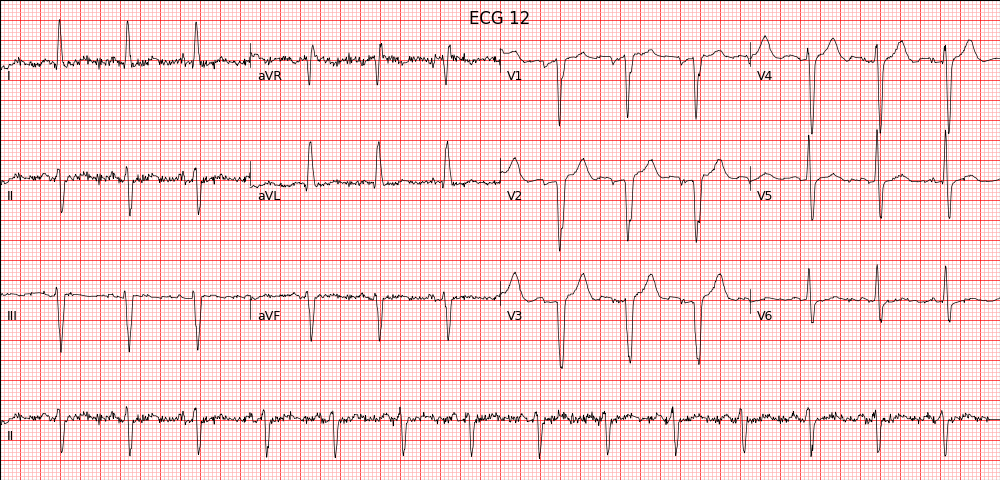 ECG 12
I aVR V1 V4
II aVL V2 V5
III aVF V3 V6
II